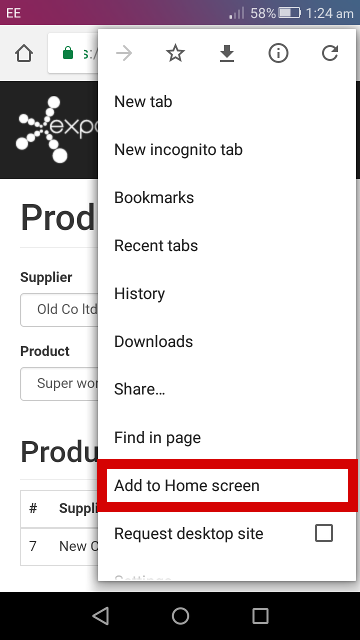 EE 58% 1:24 am
s:/
expo
New tab
New incognito tab
Bookmarks
Recent tabs
History
Downloads
Share...
Find in page
Add to Home screen
Request desktop site
Settings
Prod
Supplier
Old Co ltd
Product
Super wor
Produ
# Suppli
7 New C